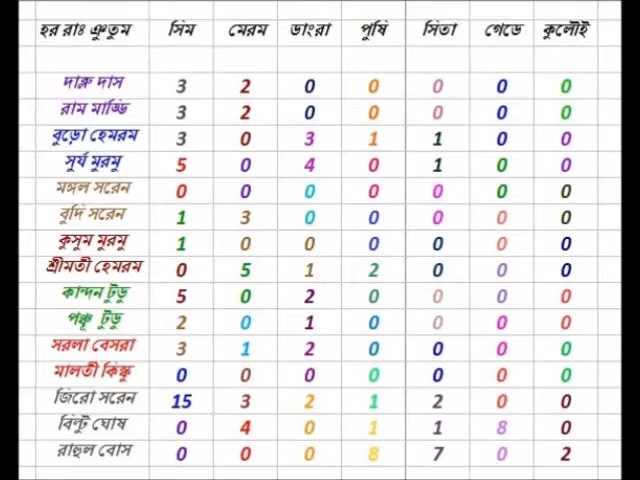 হর রাঃ ঞুতুম সিম মেরম ডাংরা পুষি সিতা গেডে কুলৌই
দাক্লু দাস 3 2 0 0 0 0 0
রাম মাড্ডি 3 2 0 0 0 0 0
বুড়ো হেমরম 3 0 3 1 1 0 0
সুর্য মুরমু 5 0 4 0 1 0 0
মঙ্গল সরেন 0 0 0 0 0 0 0
বুদি সরেন 1 3 0 0 0 0 0
কুসুম মুরমু 1 0 0 0 0 0 0
শ্রীমতী হেমরম 0 5 1 2 0 0 0
কান্দন টুডু 5 0 2 0 0 0 0
পঞ্চূ টুডু 2 0 1 0 0 0 0
সরলা বেসরা 3 1 2 0 0 0 0
মালতী কিস্কু 0 0 0 0 0 0 0
জিরো সরেন 15 3 2 1 2 0 0
বিল্টু ঘোষ 0 4 0 1 1 8 0
রাহুল বোস 0 0 0 8 7 0 2